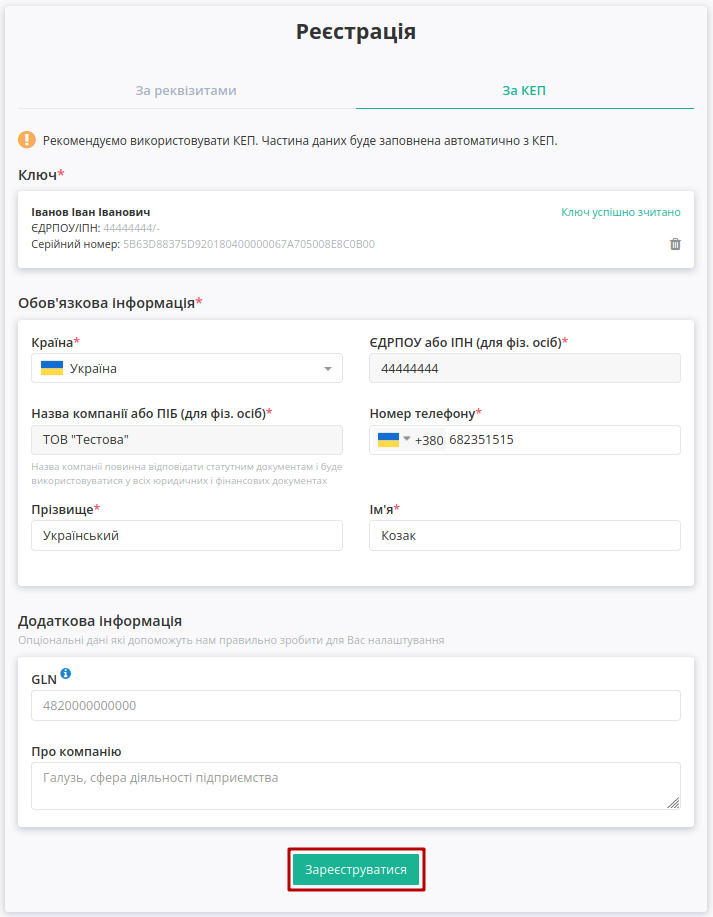 Реєстрація
За реквізитами
За КЕП
Рекомендуємо використовувати КЕП. Частина даних буде заповнена автоматично з КЕП.
Ключ*
Іванов Іван Іванович
Ключ успішно зчитано
ЄДРПОУ/ІПН: 44444444/-
Серійний номер: 5B63D88375D920180400000067A705008E8C0B00
Обов'язкова інформація*
Країна*
ЄДРПОУ або ІПН (для фіз. осіб)*
Україна
44444444
Назва компанії або ПІБ (для фіз. осіб)*
Номер телефону*
ТОВ "Тестова"
+380 682351515
Назва компанії повинна відповідати статутним документам і буде
використовуватися у всіх юридичних і фінансових документах
Прізвище*
Ім'я*
Український
Козак
Додаткова інформація
Опціональні дані які допоможуть нам правильно зробити для Вас налаштування
GLN
4820000000000
Про компанію
Галузь, сфера діяльності підприємства
Зареєструватися